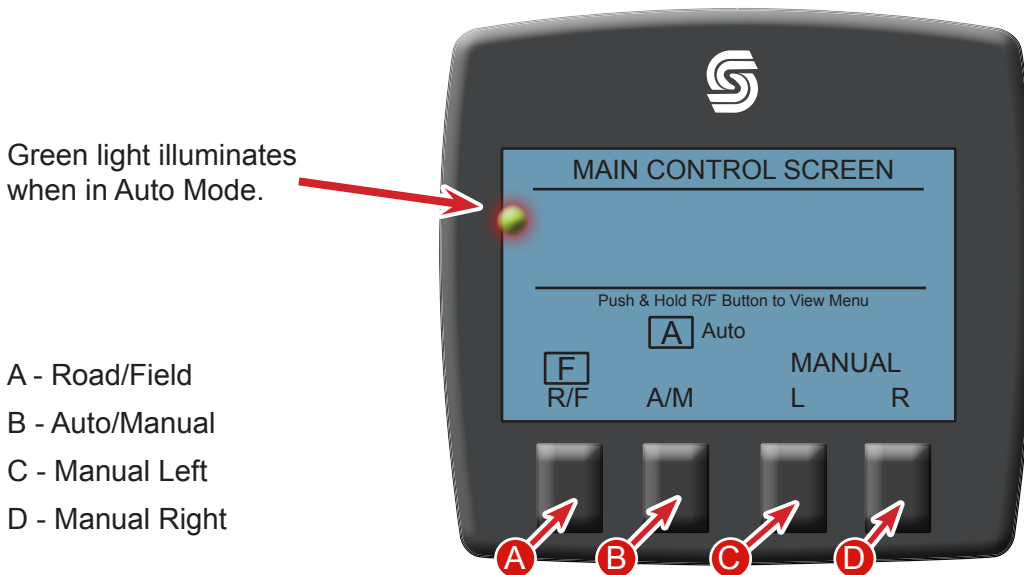 Green light illuminates
when in Auto Mode.
A - Road/Field
B - Auto/Manual
C - Manual Left
D - Manual Right
MAIN CONTROL SCREEN
Push & Hold R/F Button to View Menu
A Auto
F MANUAL
R/F A/M L R
A B C D